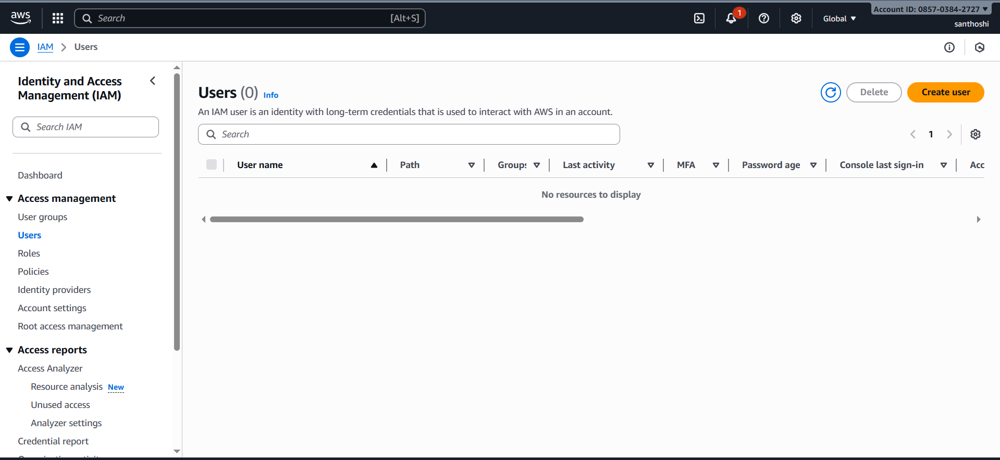 aws
Search [Alt+S]
1
Global
Account ID: 0857-0384-2727
santhoshi
IAM > Users
Identity and Access
Management (IAM)
Search IAM
Dashboard
Access management
User groups
Users
Roles
Policies
Identity providers
Account settings
Root access management
Access reports
Access Analyzer
Resource analysis New
Unused access
Analyzer settings
Credential report
Users (0) Info
Delete
Create user
An IAM user is an identity with long-term credentials that is used to interact with AWS in an account.
Search
1
User name Path Groups Last activity MFA Password age Console last sign-in Acc
No resources to display